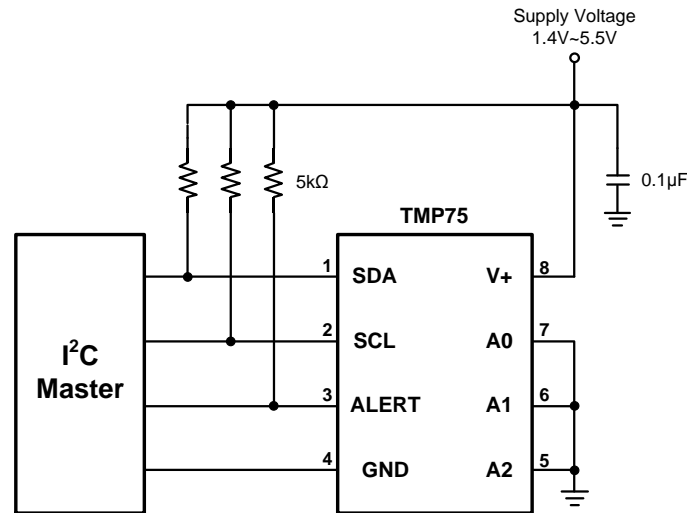 Supply Voltage
1.4V~5.5V
5kΩ
0.1µF
TMP75
1 SDA V+ 8
2 SCL A0 7
I²C
Master
3 ALERT A1 6
4 GND A2 5